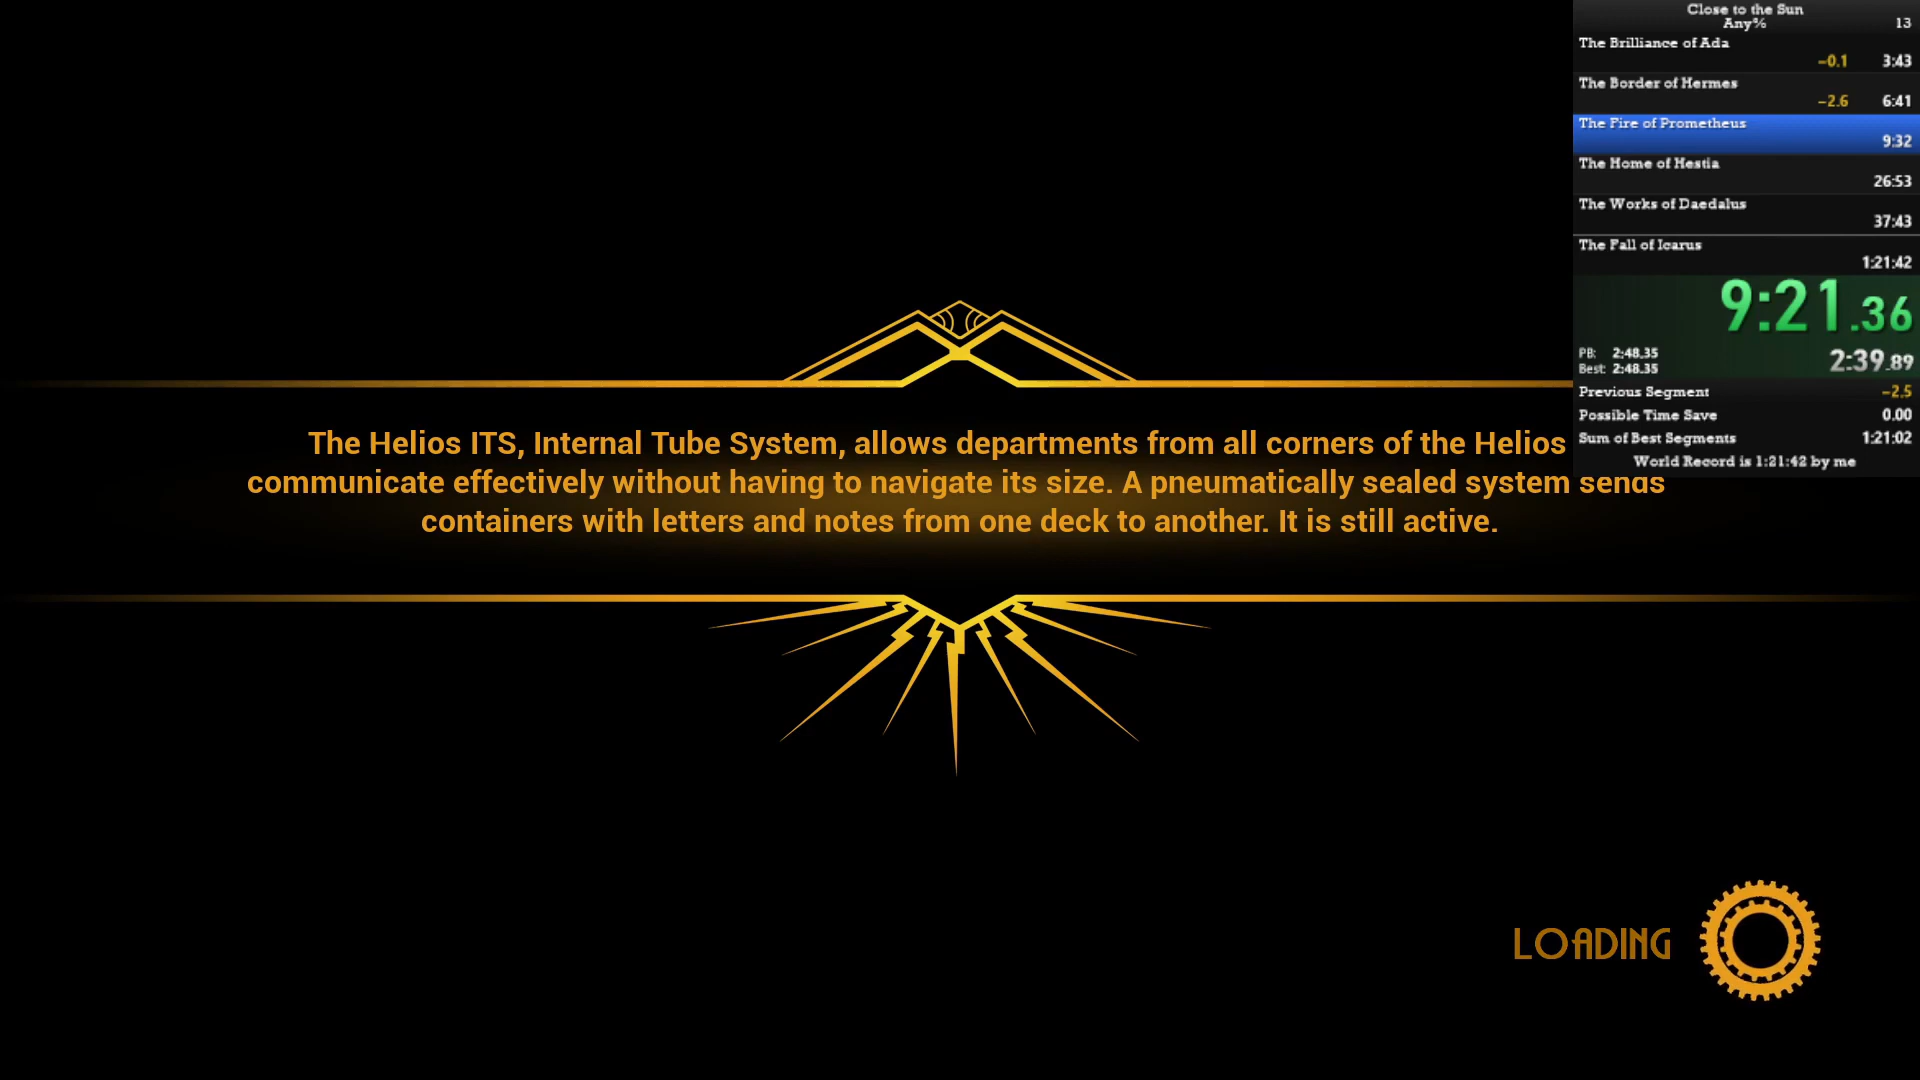 Close to the Sun
Any% 13
The Brilliance of Ada
-0.1 3:43
The Border of Hermes
-2.6 6:41
The Fire of Prometheus
9:32
The Home of Hestia
26:53
The Works of Daedalus
37:43
The Fall of Icarus
1:21:42
9:21.36
PB: 2:48.35
Best: 2:48.35
2:39.89
Previous Segment -2.5
Possible Time Save 0.00
Sum of Best Segments 1:21:02
World Record is 1:21:42 by me
The Helios ITS, Internal Tube System, allows departments from all corners of the Helios
communicate effectively without having to navigate its size. A pneumatically sealed system sends
containers with letters and notes from one deck to another. It is still active.
LOADING